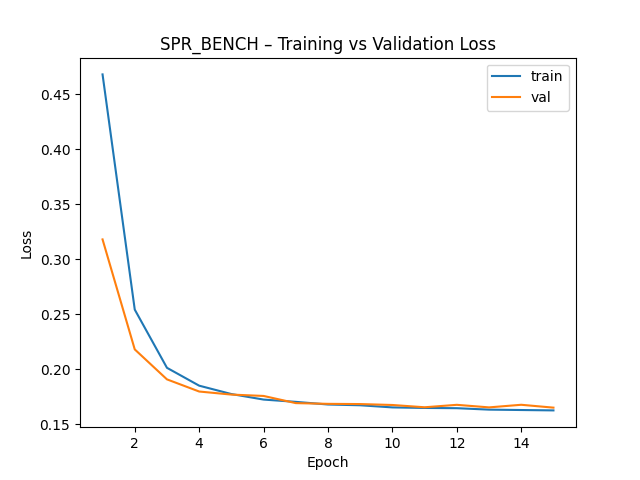 SPR_BENCH – Training vs Validation Loss
train
val
0.45
0.40
0.35
0.30
0.25
0.20
0.15
Loss
2
4
6
8
10
12
14
Epoch